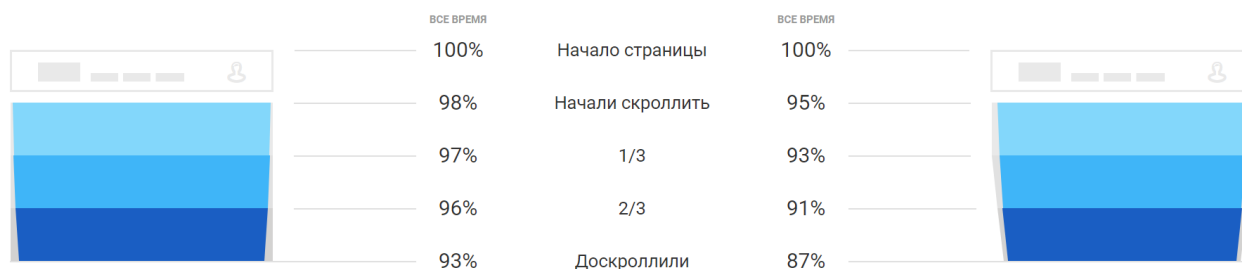 ВСЕ ВРЕМЯ ВСЕ ВРЕМЯ
100% Начало страницы 100%
98% Начали скроллить 95%
97% 1/3 93%
96% 2/3 91%
93% Доскроллили 87%